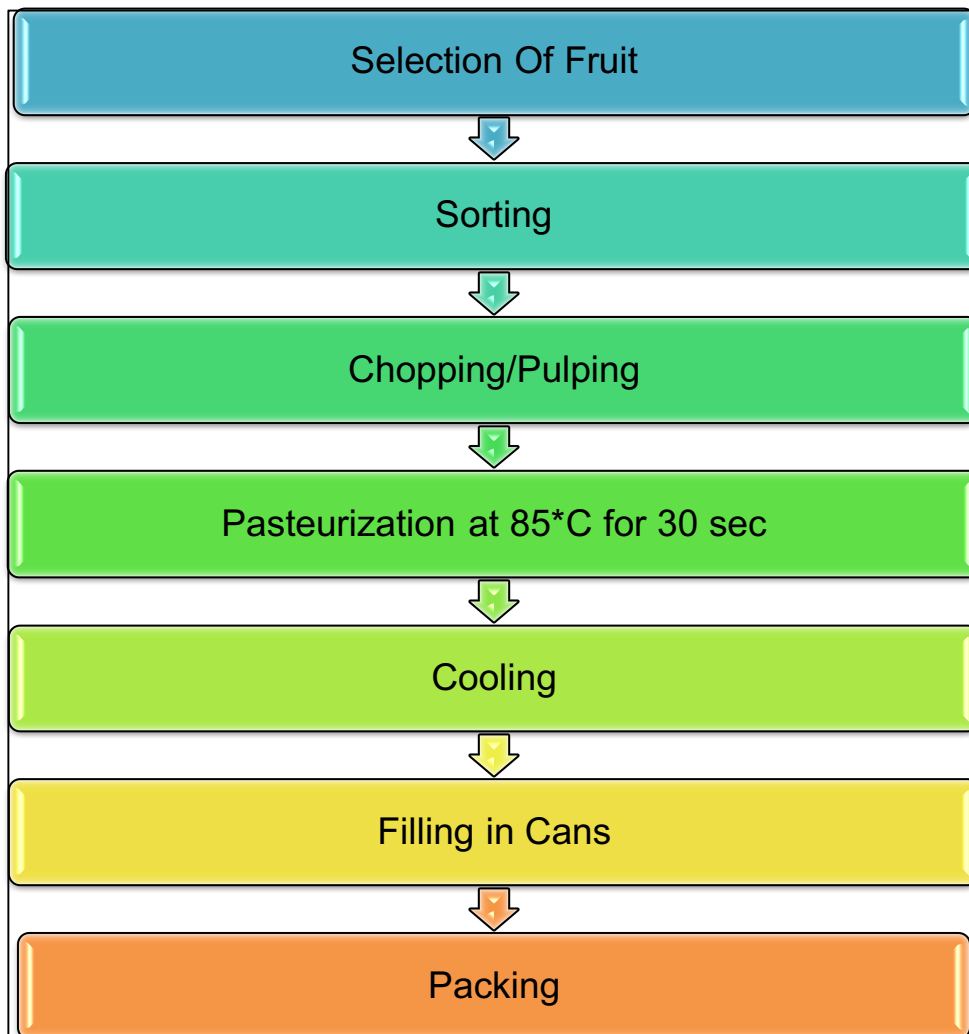 Selection Of Fruit
Sorting
Chopping/Pulping
Pasteurization at 85*C for 30 sec
Cooling
Filling in Cans
Packing